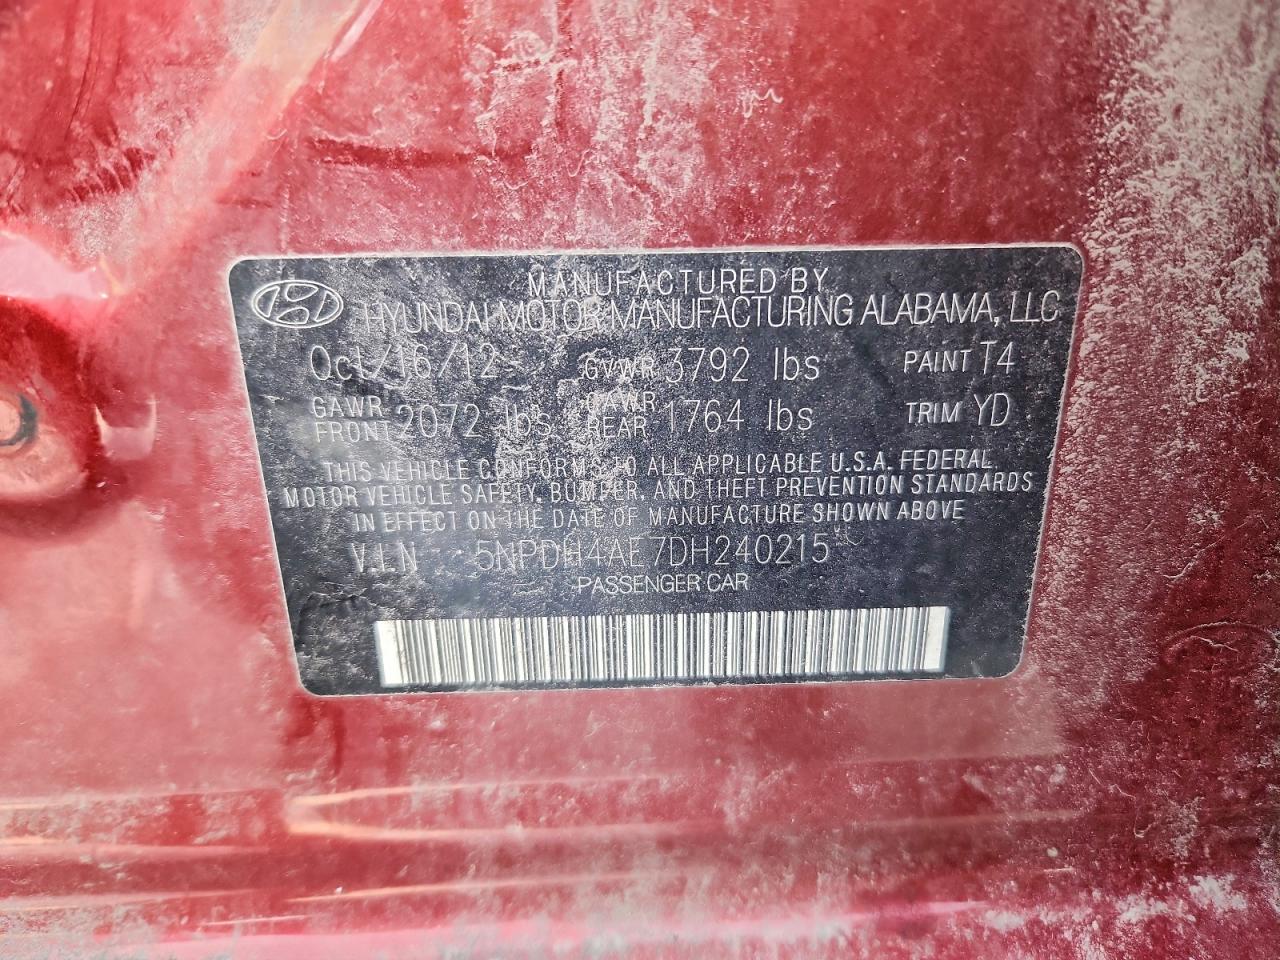 MANUFACTURED BY
HYUNDAI MOTOR MANUFACTURING ALABAMA, LLC
Oct/16/12 GVWR 3792 lbs PAINT T4
GAWR FRONT 2072 lbs GAWR REAR 1764 lbs TRIM YD
THIS VEHICLE CONFORMS TO ALL APPLICABLE U.S.A. FEDERAL
MOTOR VEHICLE SAFETY, BUMPER, AND THEFT PREVENTION STANDARDS
IN EFFECT ON THE DATE OF MANUFACTURE SHOWN ABOVE
V.I.N 5NPDH4AE7DH240215
PASSENGER CAR